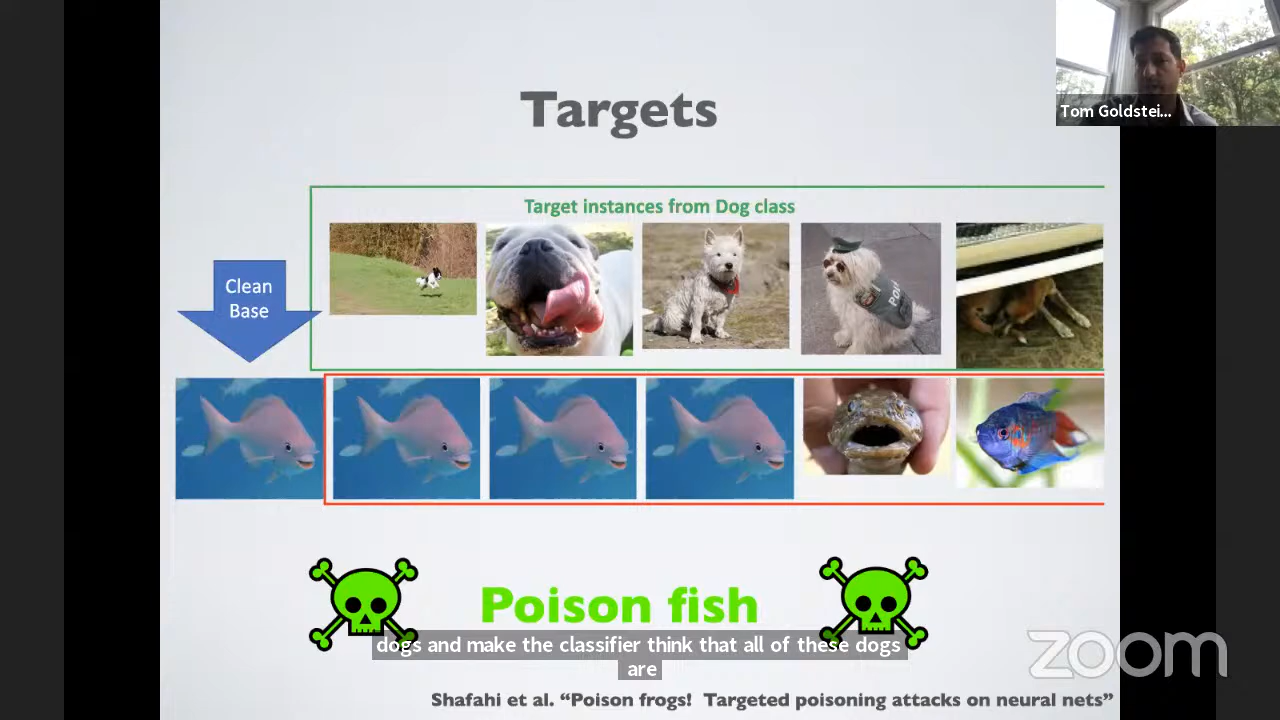 Tom Goldstei...
Targets
Target instances from Dog class
Clean
Base
Poison fish
dogs and make the classifier think that all of these dogs
are
zoom
Shafahi et al. “Poison frogs!  Targeted poisoning attacks on neural nets”